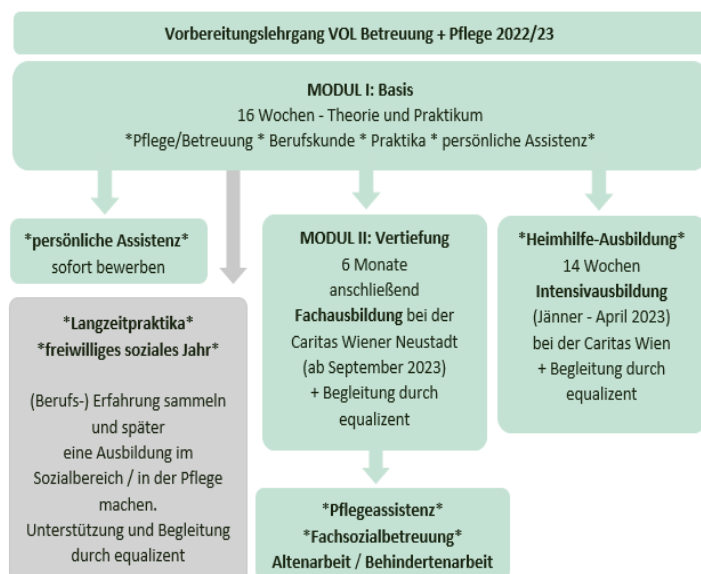 Vorbereitungslehrgang VOL Betreuung + Pflege 2022/23
MODUL I: Basis
16 Wochen - Theorie und Praktikum
*Pflege/Betreuung * Berufskunde * Praktika * persönliche Assistenz*
*persönliche Assistenz*
sofort bewerben
*Langzeitpraktika*
*freiwilliges soziales Jahr*
(Berufs-) Erfahrung sammeln
und später
eine Ausbildung im
Sozialbereich / in der Pflege
machen.
Unterstützung und Begleitung
durch equalizent
MODUL II: Vertiefung
6 Monate
anschließend
Fachausbildung bei der
Caritas Wiener Neustadt
(ab September 2023)
+ Begleitung durch
equalizent
*Pflegeassistenz*
*Fachsozialbetreuung*
Altenarbeit / Behindertenarbeit
*Heimhilfe-Ausbildung*
14 Wochen
Intensivausbildung
(Jänner - April 2023)
bei der Caritas Wien
+ Begleitung durch
equalizent